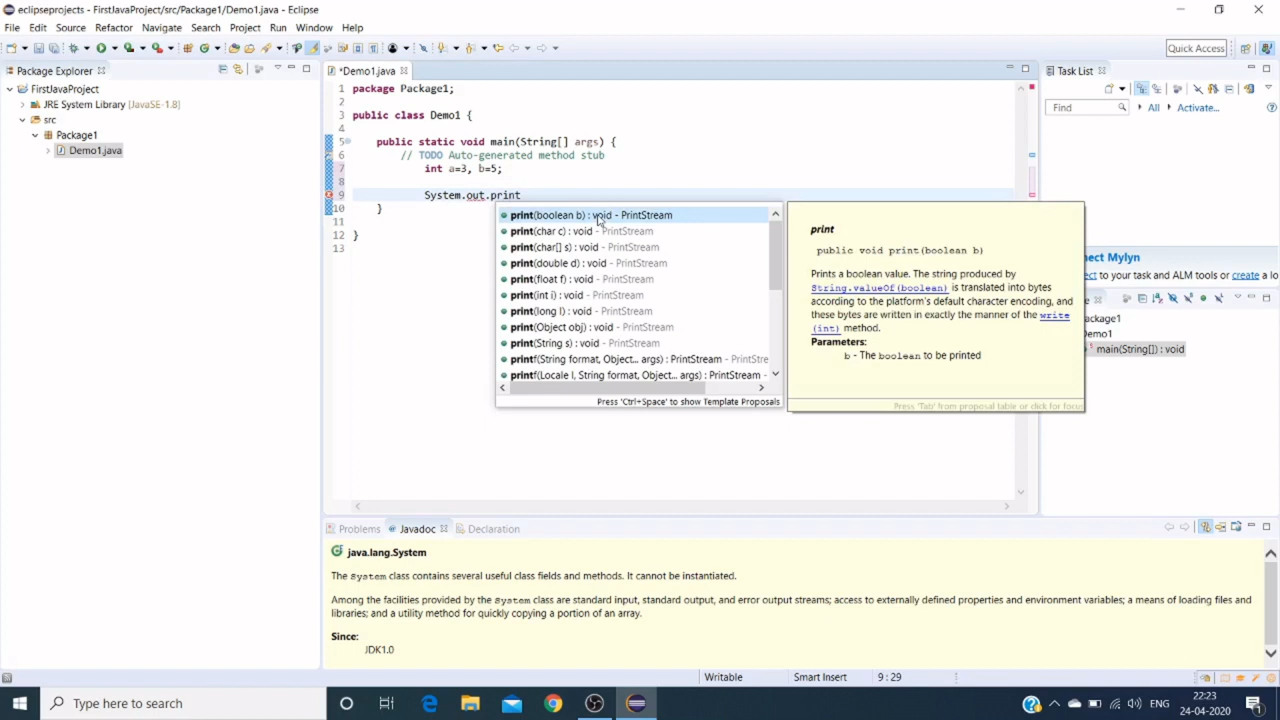 eclipseprojects - FirstJavaProject/src/Package1/Demo1.java - Eclipse
File Edit Source Refactor Navigate Search Project Run Window Help
Quick Access
Package Explorer
*Demo1.java
Task List
FirstJavaProject
JRE System Library [JavaSE-1.8]
src
Package1
Demo1.java
1 package Package1;
2
3 public class Demo1 {
4
5 public static void main(String[] args) {
6 // TODO Auto-generated method stub
7 int a=3, b=5;
8
9 System.out.print
10 }
11
12 }
13
Find All Activate...
print(boolean b) : void - PrintStream
print(char c) : void - PrintStream
print(char[] s) : void - PrintStream
print(double d) : void - PrintStream
print(float f) : void - PrintStream
print(int i) : void - PrintStream
print(long l) : void - PrintStream
print(Object obj) : void - PrintStream
print(String s) : void - PrintStream
printf(String format, Object... args) : PrintStream - PrintStre
printf(Locale l, String format, Object... args) : PrintStream -
Press 'Ctrl+Space' to show Template Proposals
print
public void print(boolean b)
Prints a boolean value. The string produced by
String.valueOf(boolean) is translated into bytes
according to the platform's default character encoding, and
these bytes are written in exactly the manner of the write
(int) method.
Parameters:
b - The boolean to be printed
Press 'Tab' from proposal table or click for focus
nect Mylyn
ect to your task and ALM tools or create a lo
ackage1
emo1
main(String[]) : void
Problems Javadoc Declaration
java.lang.System
The System class contains several useful class fields and methods. It cannot be instantiated.
Among the facilities provided by the System class are standard input, standard output, and error output streams; access to externally defined properties and environment variables; a means of loading files and
libraries; and a utility method for quickly copying a portion of an array.
Since:
JDK1.0
Writable Smart Insert 9 : 29
Type here to search
ENG
22:23
24-04-2020